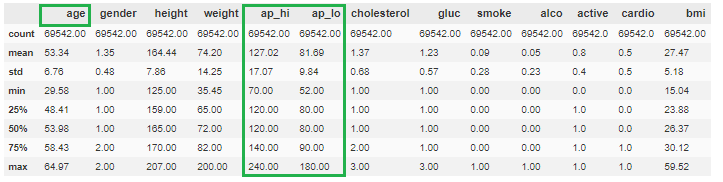 age gender height weight ap_hi ap_lo cholesterol gluc smoke alco active cardio bmi
count 69542.00 69542.00 69542.00 69542.00 69542.00 69542.00 69542.00 69542.00 69542.00 69542.00 69542.0 69542.0 69542.00
mean 53.34 1.35 164.44 74.20 127.02 81.69 1.37 1.23 0.09 0.05 0.8 0.5 27.47
std 6.76 0.48 7.86 14.25 17.07 9.84 0.68 0.57 0.28 0.23 0.4 0.5 5.18
min 29.58 1.00 125.00 35.45 70.00 52.00 1.00 1.00 0.00 0.00 0.0 0.0 15.04
25% 48.41 1.00 159.00 65.00 120.00 80.00 1.00 1.00 0.00 0.00 1.0 0.0 23.88
50% 53.98 1.00 165.00 72.00 120.00 80.00 1.00 1.00 0.00 0.00 1.0 0.0 26.37
75% 58.43 2.00 170.00 82.00 140.00 90.00 2.00 1.00 0.00 0.00 1.0 1.0 30.12
max 64.97 2.00 207.00 200.00 240.00 180.00 3.00 3.00 1.00 1.00 1.0 1.0 59.52